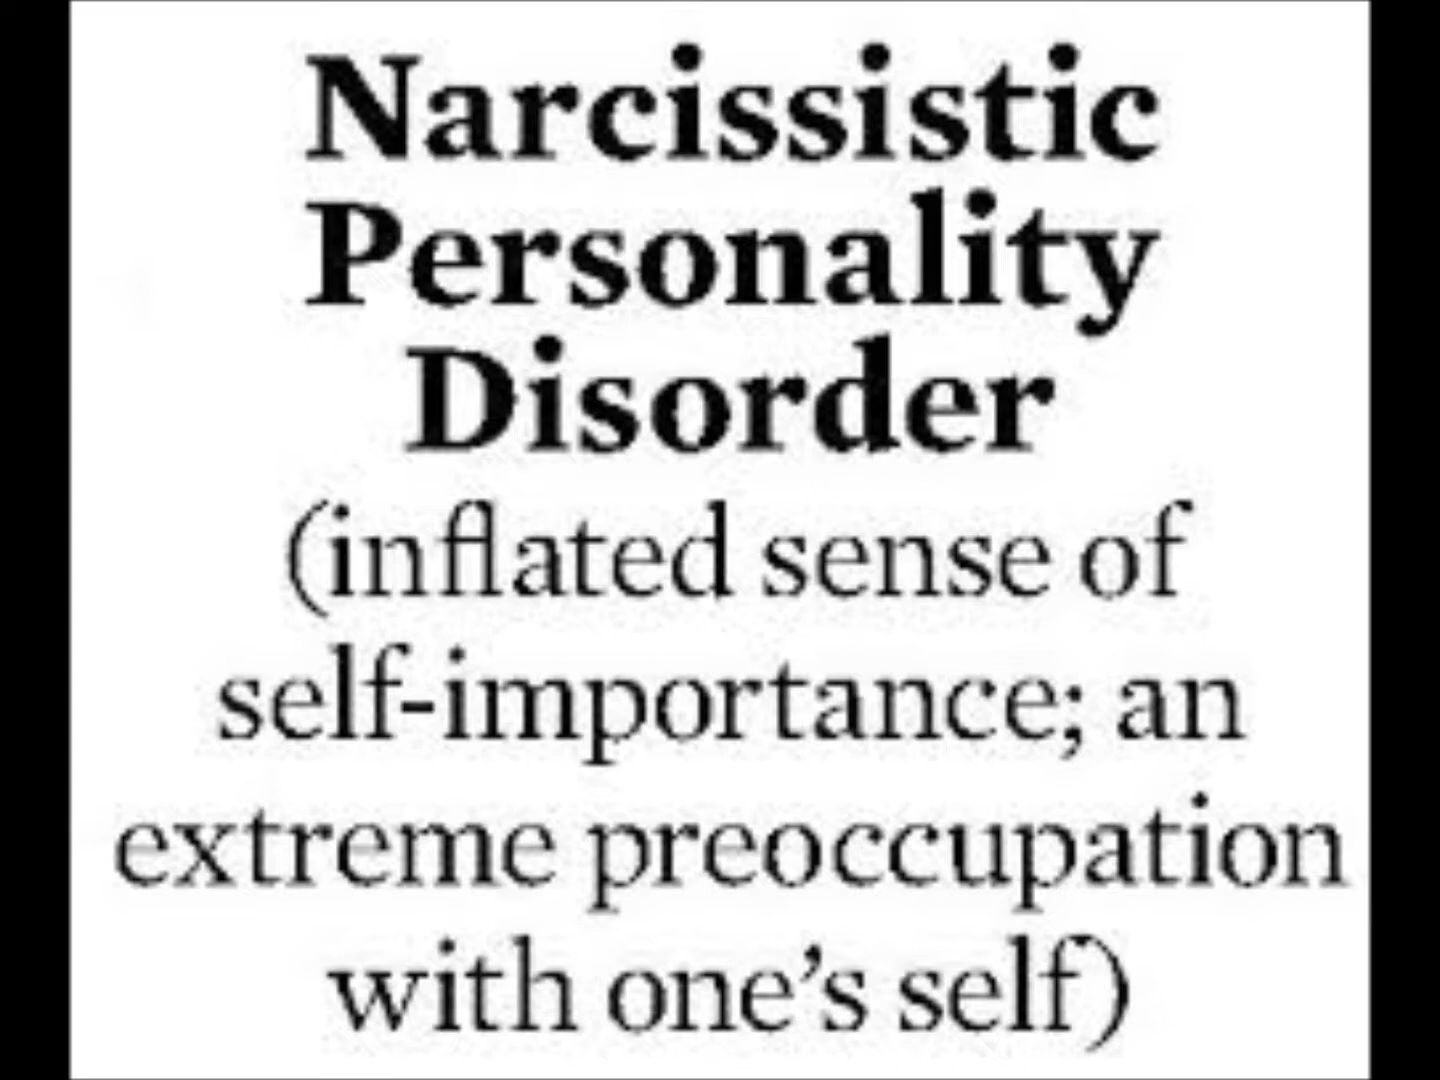 Narcissistic
Personality
Disorder
(inflated sense of
self-importance; an
extreme preoccupation
with one’s self)